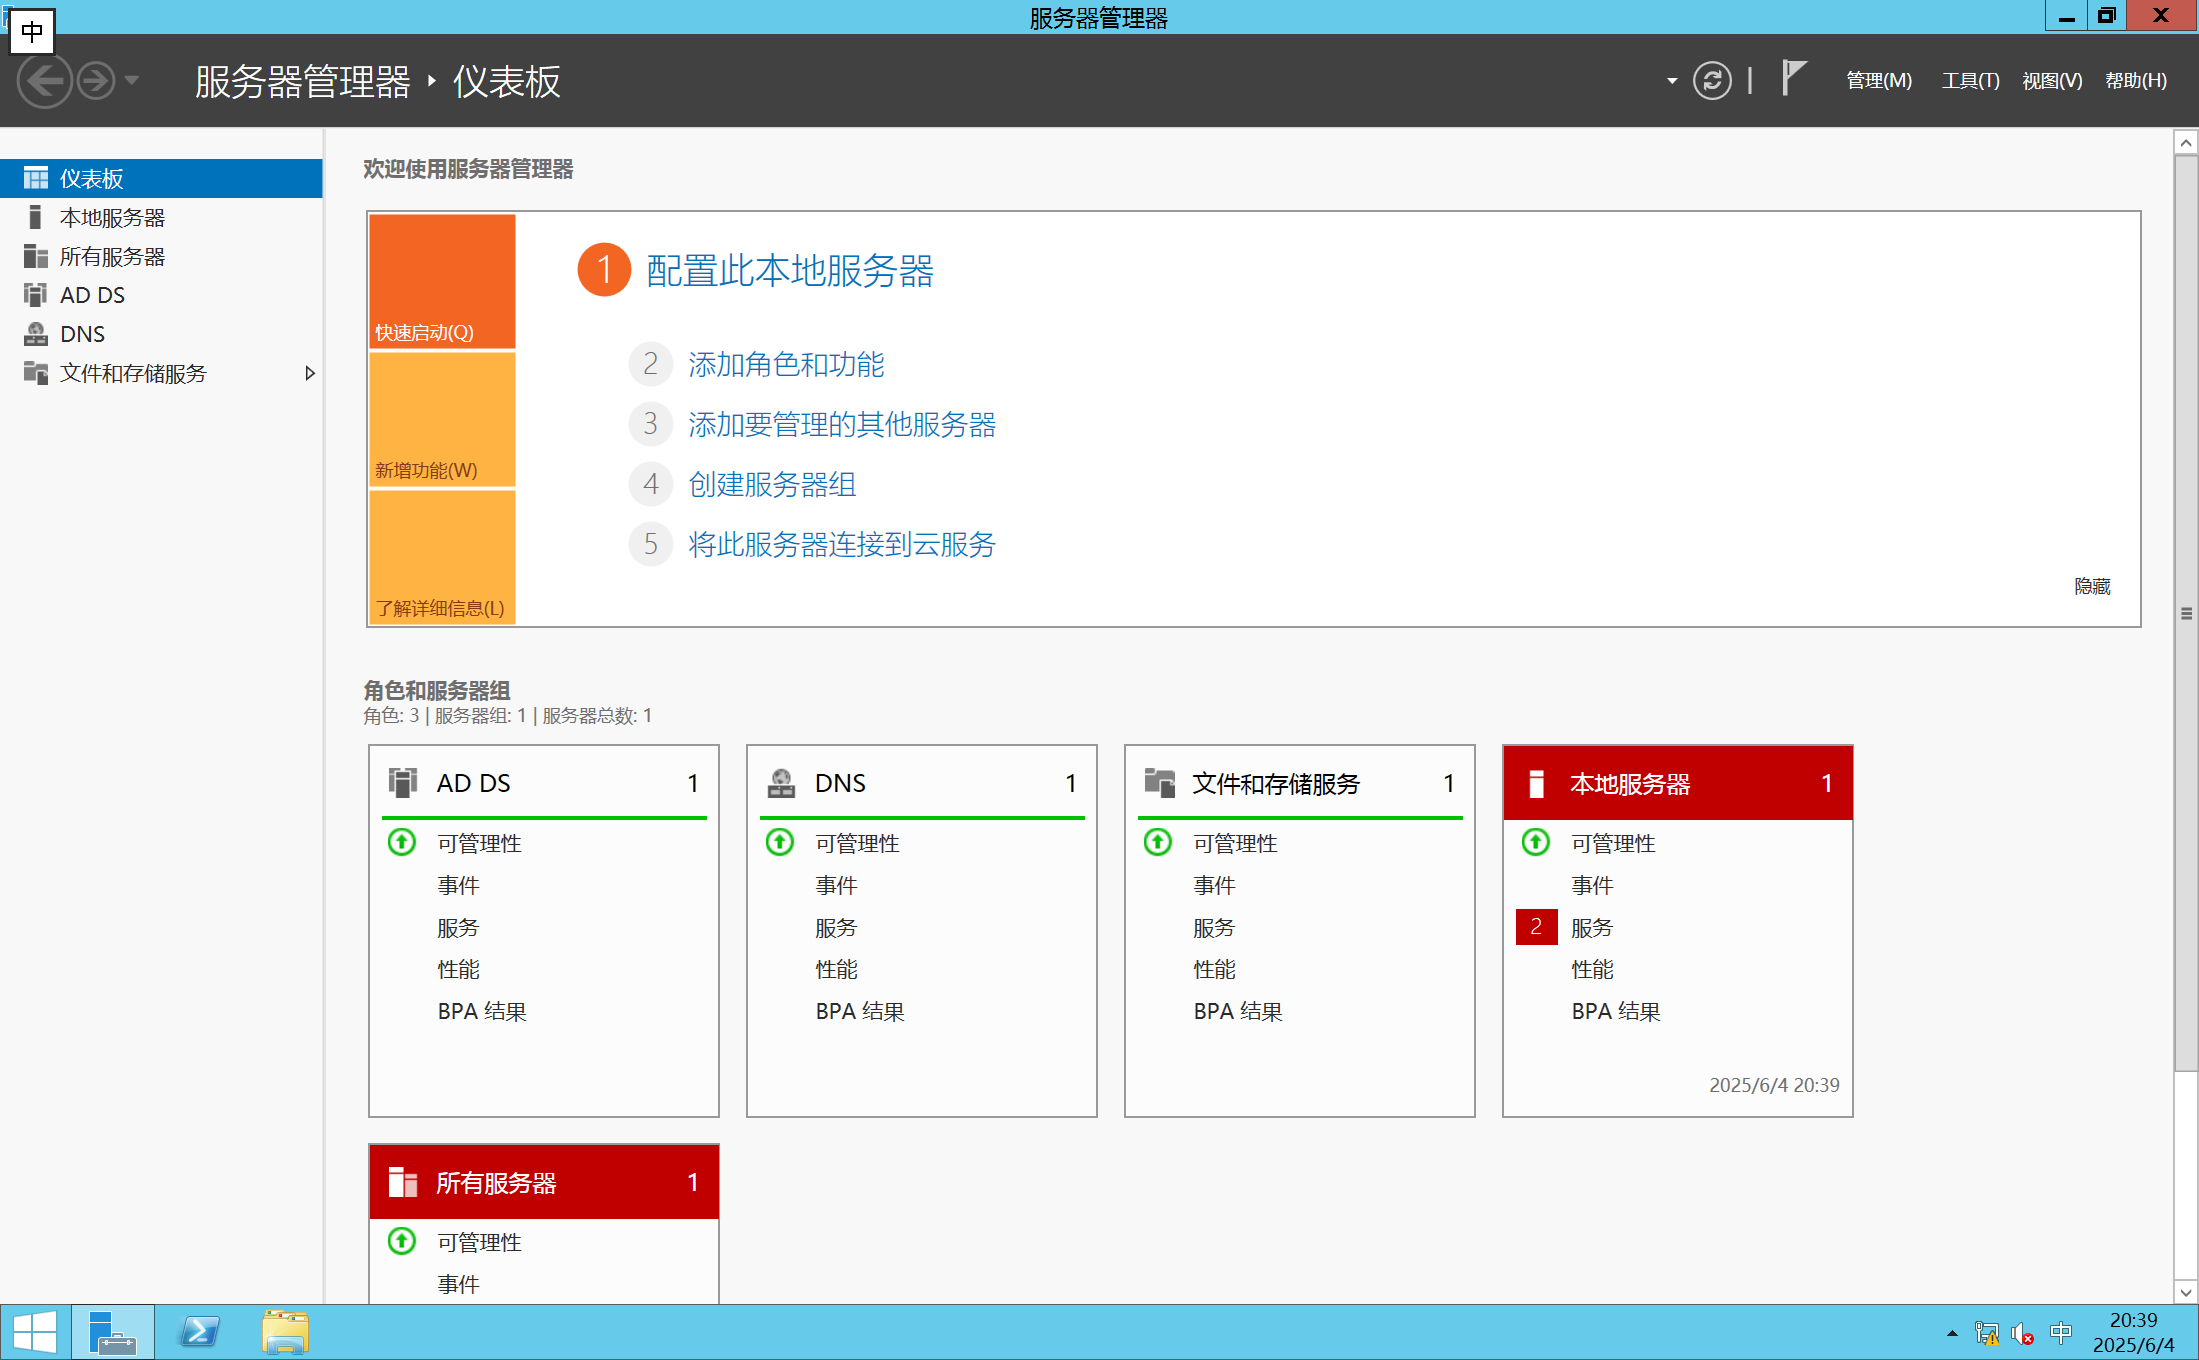 服务器管理器
中
服务器管理器 ‣ 仪表板
管理(M) 工具(T) 视图(V) 帮助(H)
仪表板
本地服务器
所有服务器
AD DS
DNS
文件和存储服务
欢迎使用服务器管理器
快速启动(Q)
新增功能(W)
了解详细信息(L)
1 配置此本地服务器
2 添加角色和功能
3 添加要管理的其他服务器
4 创建服务器组
5 将此服务器连接到云服务
隐藏
角色和服务器组
角色: 3 | 服务器组: 1 | 服务器总数: 1
AD DS 1
可管理性
事件
服务
性能
BPA 结果
DNS 1
可管理性
事件
服务
性能
BPA 结果
文件和存储服务 1
可管理性
事件
服务
性能
BPA 结果
本地服务器 1
可管理性
事件
2 服务
性能
BPA 结果
2025/6/4 20:39
所有服务器 1
可管理性
事件
中
20:39
2025/6/4